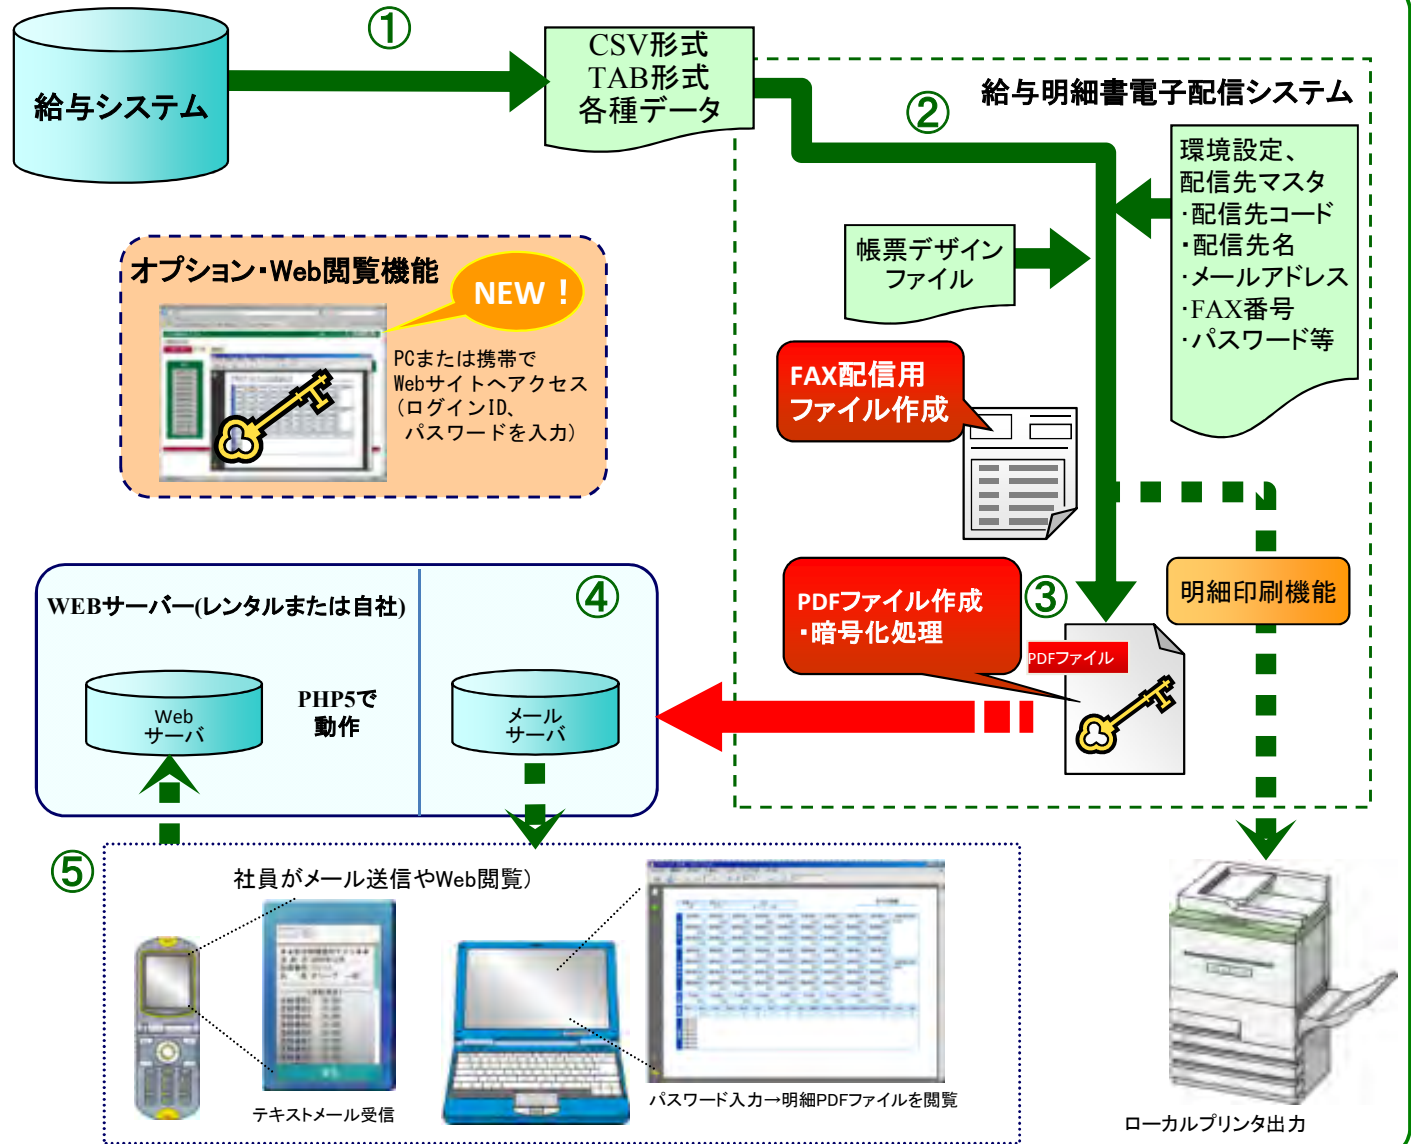 給与システム
①
CSV形式
TAB形式
各種データ
給与明細書電子配信システム
②
環境設定、
配信先マスタ
・配信先コード
・配信先名
・メールアドレス
・FAX番号
・パスワード等
帳票デザイン
ファイル
オプション・Web閲覧機能
NEW！
PCまたは携帯で
Webサイトへアクセス
（ログインID、
パスワードを入力）
FAX配信用
ファイル作成
WEBサーバー(レンタルまたは自社)
④
Web
サーバ
PHP5で
動作
メール
サーバ
PDFファイル作成
・暗号化処理
③
PDFファイル
明細印刷機能
⑤
社員がメール送信やWeb閲覧）
テキストメール受信
パスワード入力→明細PDFファイルを閲覧
ローカルプリンタ出力